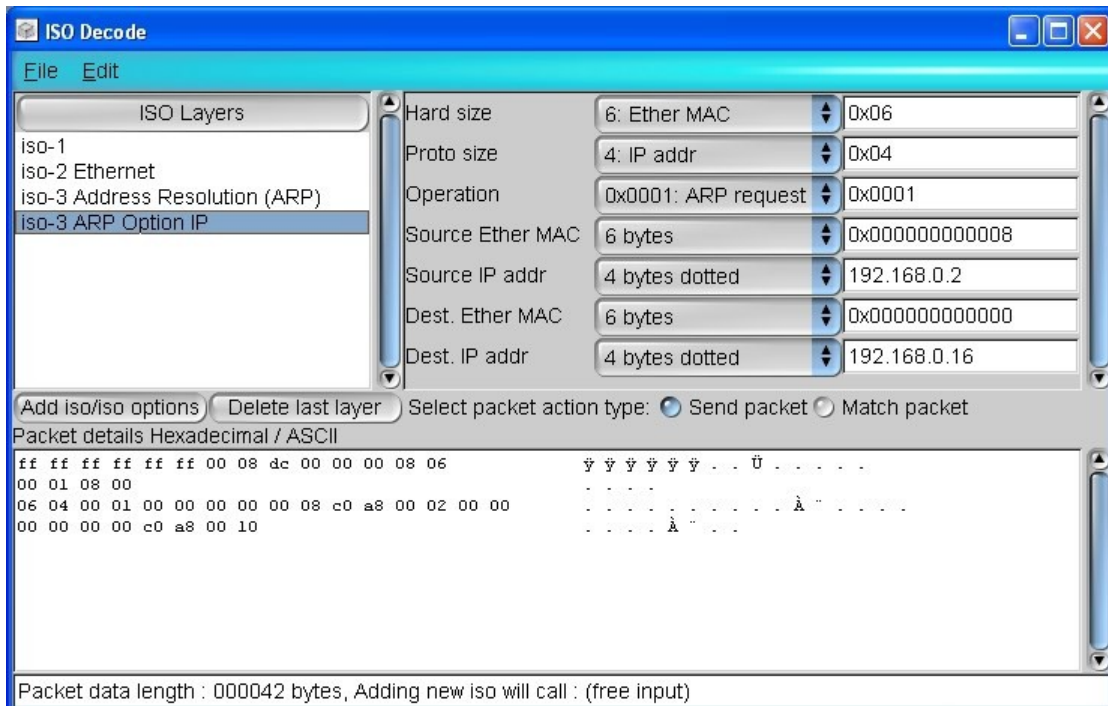 ISO Decode
File Edit
ISO Layers
iso-1
iso-2 Ethernet
iso-3 Address Resolution (ARP)
iso-3 ARP Option IP
Hard size 6: Ether MAC 0x06
Proto size 4: IP addr 0x04
Operation 0x0001: ARP request 0x0001
Source Ether MAC 6 bytes 0x000000000008
Source IP addr 4 bytes dotted 192.168.0.2
Dest. Ether MAC 6 bytes 0x000000000000
Dest. IP addr 4 bytes dotted 192.168.0.16
Add iso/iso options Delete last layer Select packet action type: Send packet Match packet
Packet details Hexadecimal / ASCII
ff ff ff ff ff ff 00 08 dc 00 00 00 08 06 ÿ ÿ ÿ ÿ ÿ ÿ . . Ü . . . . .
00 01 08 00 . . . .
06 04 00 01 00 00 00 00 00 08 c0 a8 00 02 00 00 . . . . . . . . . . À ¨ . . . .
00 00 00 00 c0 a8 00 10 . . . . À ¨ . .
Packet data length : 000042 bytes, Adding new iso will call : (free input)